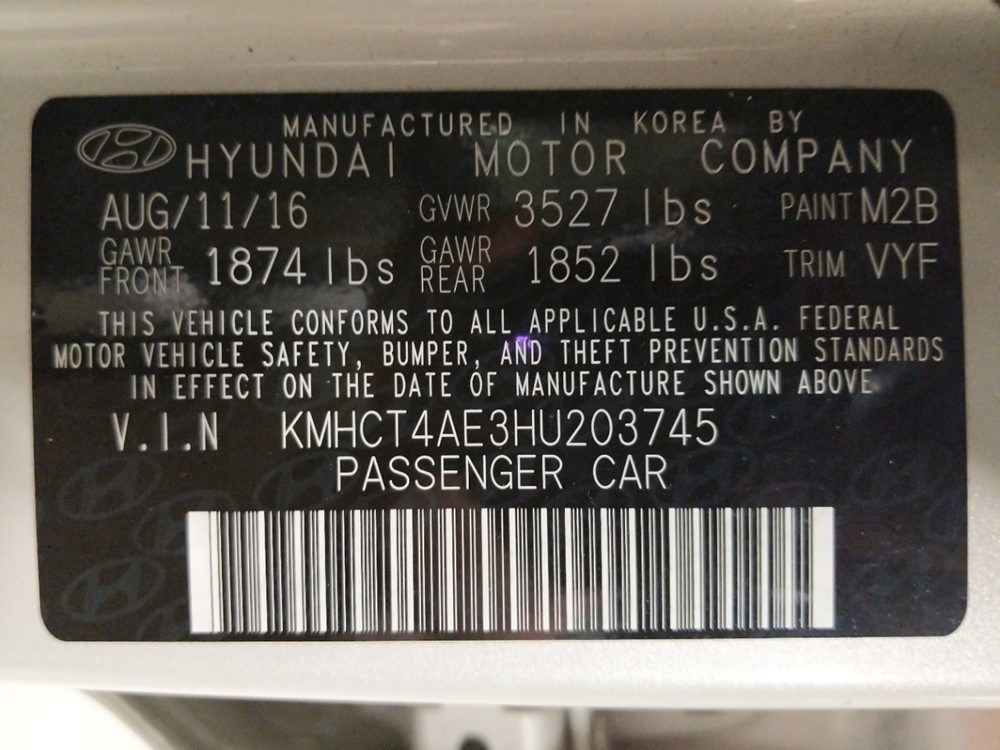 MANUFACTURED IN KOREA BY
HYUNDAI MOTOR COMPANY
AUG/11/16 GVWR 3527 lbs PAINT M2B
GAWR FRONT 1874 lbs GAWR REAR 1852 lbs TRIM VYF
THIS VEHICLE CONFORMS TO ALL APPLICABLE U.S.A. FEDERAL
MOTOR VEHICLE SAFETY, BUMPER, AND THEFT PREVENTION STANDARDS
IN EFFECT ON THE DATE OF MANUFACTURE SHOWN ABOVE
V.I.N KMHCT4AE3HU203745
PASSENGER CAR